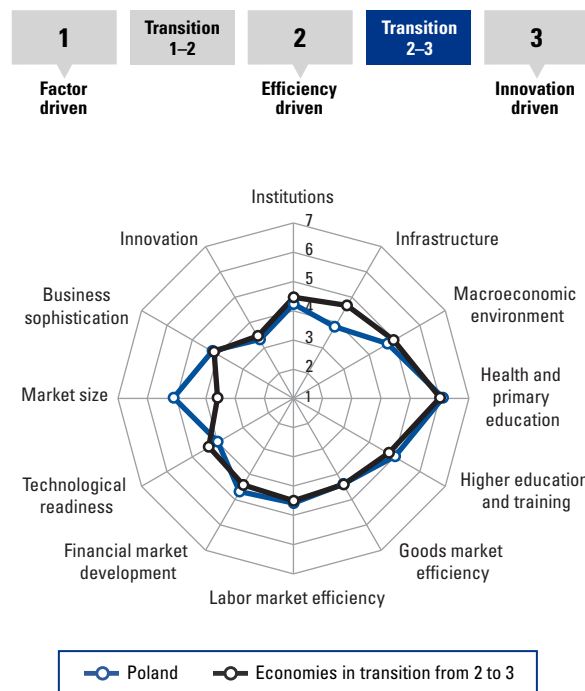 1
Transition
1–2
2
Transition
2–3
3
Factor
driven
Efficiency
driven
Innovation
driven
Institutions
7
Innovation
Infrastructure
6
5
Business
sophistication
Macroeconomic
environment
4
3
2
Market size
1
Health and
primary
education
Technological
readiness
Higher education
and training
Financial market
development
Goods market
efficiency
Labor market efficiency
Poland
Economies in transition from 2 to 3